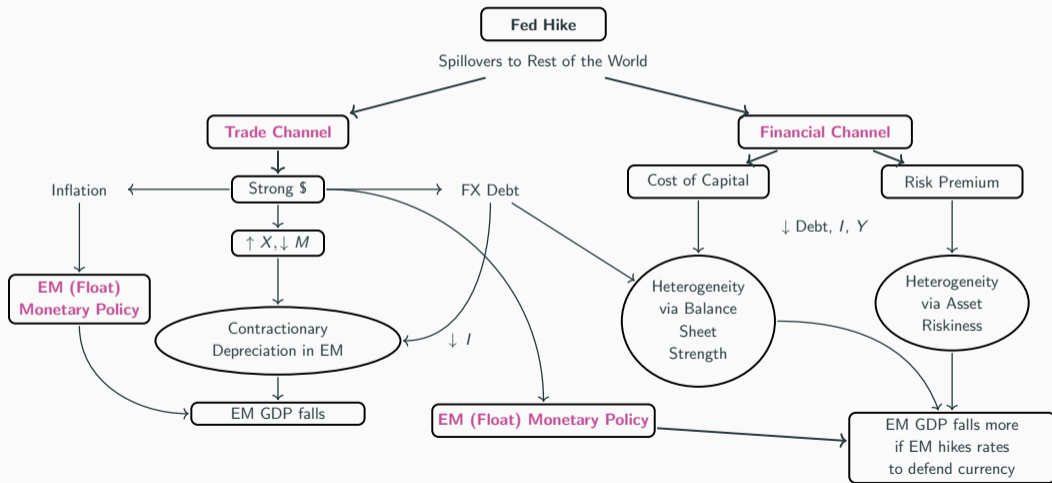 Fed Hike
Spillovers to Rest of the World
Trade Channel
Financial Channel
Inflation
Strong $
FX Debt
Cost of Capital
Risk Premium
↑ X, ↓ M
↓ Debt, I, Y
EM (Float)
Monetary Policy
Contractionary
Depreciation in EM
↓ I
Heterogeneity
via Balance
Sheet
Strength
Heterogeneity
via Asset
Riskiness
EM GDP falls
EM (Float) Monetary Policy
EM GDP falls more
if EM hikes rates
to defend currency